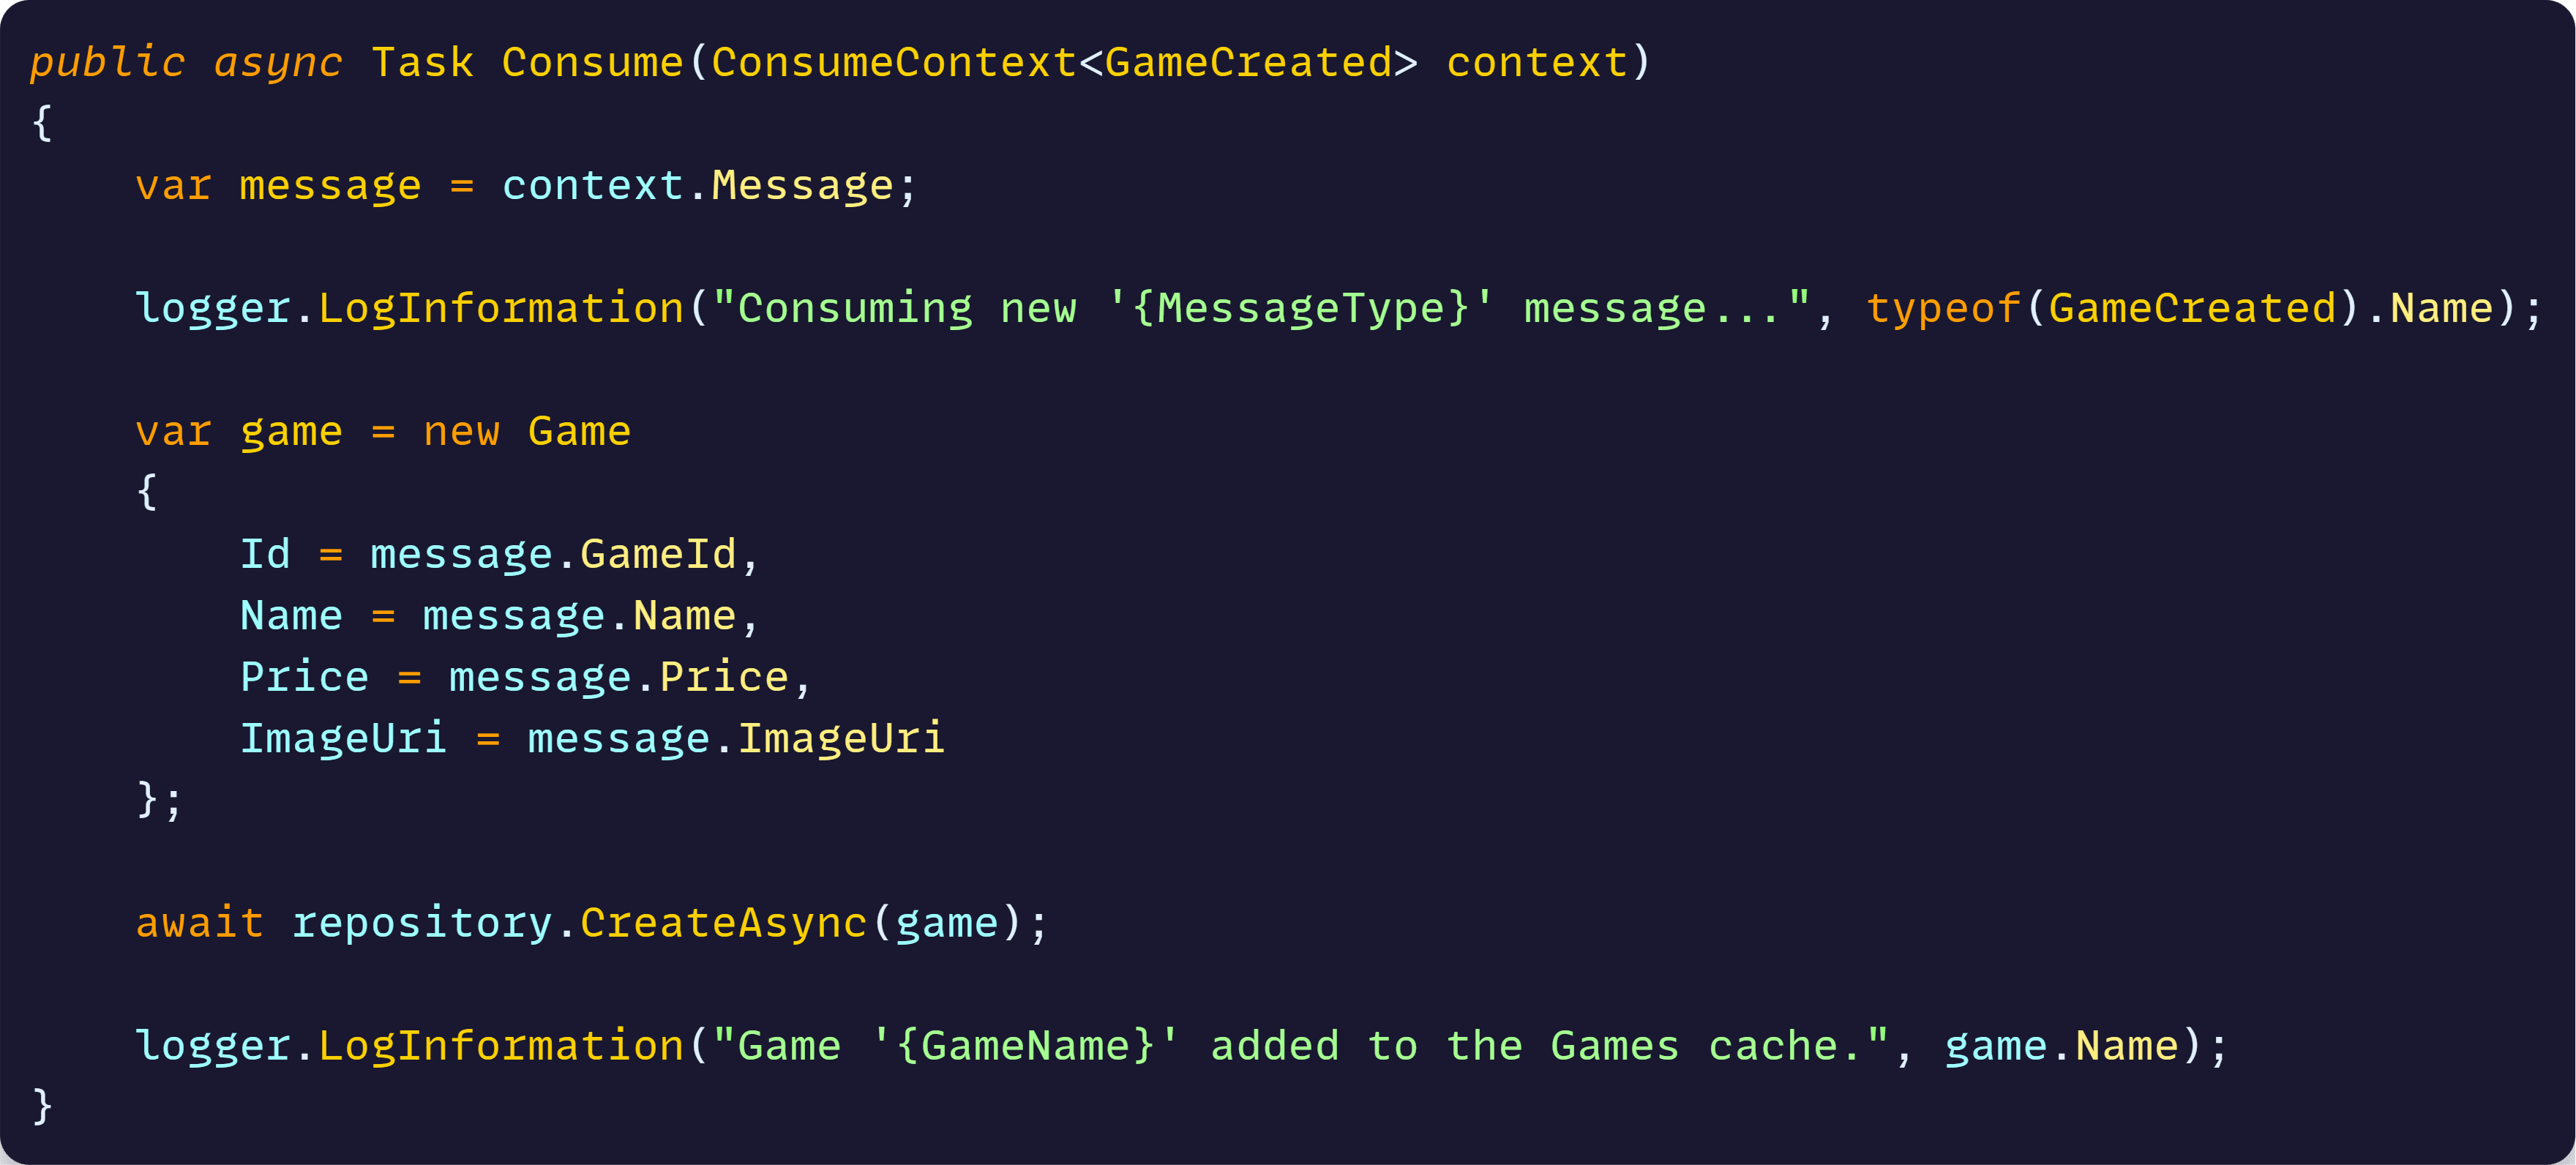 public async Task Consume(ConsumeContext<GameCreated> context)
{
    var message = context.Message;

    logger.LogInformation("Consuming new '{MessageType}' message...", typeof(GameCreated).Name);

    var game = new Game
    {
        Id = message.GameId,
        Name = message.Name,
        Price = message.Price,
        ImageUri = message.ImageUri
    };

    await repository.CreateAsync(game);

    logger.LogInformation("Game '{GameName}' added to the Games cache.", game.Name);
}